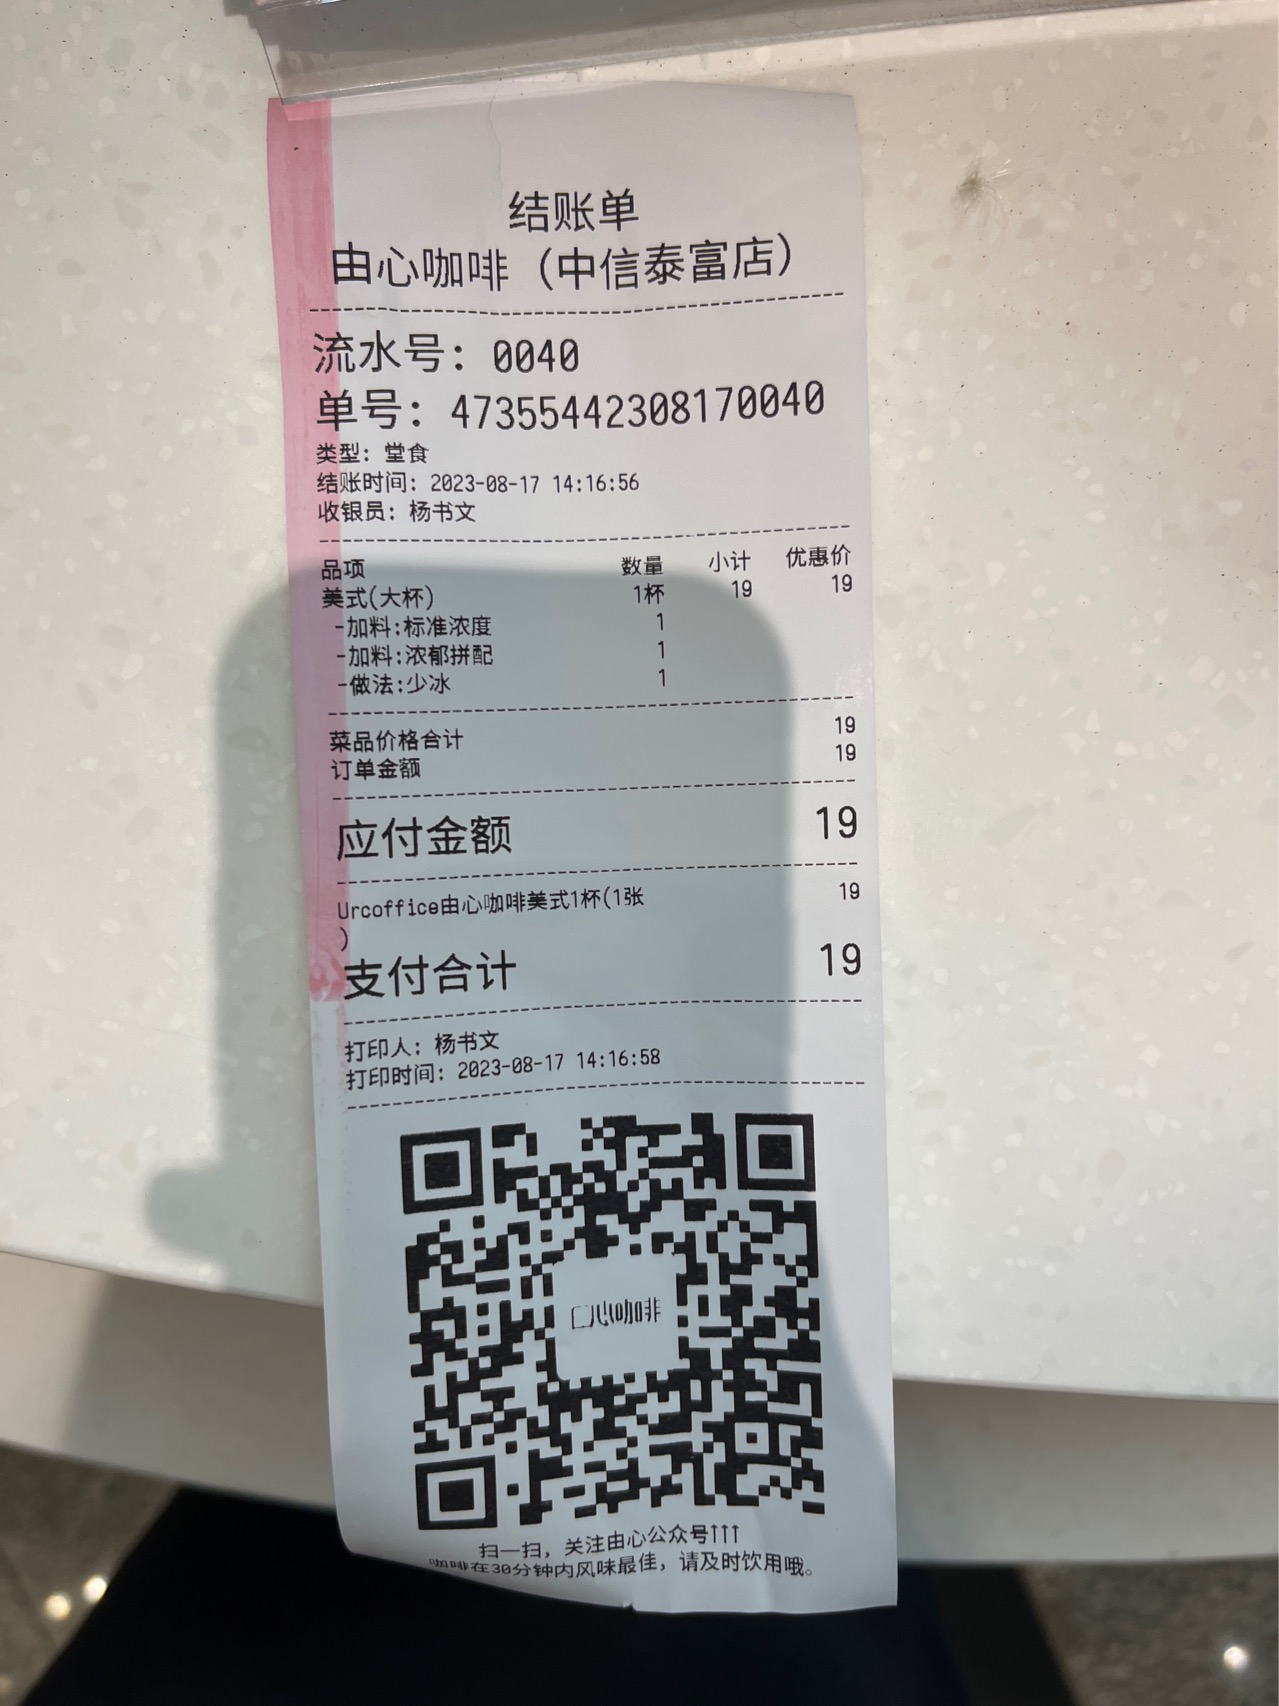 结账单
由心咖啡（中信泰富店）
流水号: 0040
单号: 47355442308170040
类型: 堂食
结账时间: 2023-08-17 14:16:56
收银员: 杨书文
品项 数量 小计 优惠价
美式(大杯) 1杯 19 19
-加料:标准浓度 1
-加料:浓郁拼配 1
-做法:少冰 1
菜品价格合计 19
订单金额 19
应付金额 19
Urcoffice由心咖啡美式1杯(1张 19
)
支付合计 19
打印人: 杨书文
打印时间: 2023-08-17 14:16:58
心咖啡
扫一扫，关注由心公众号↑↑↑
咖啡在30分钟内风味最佳，请及时饮用哦。